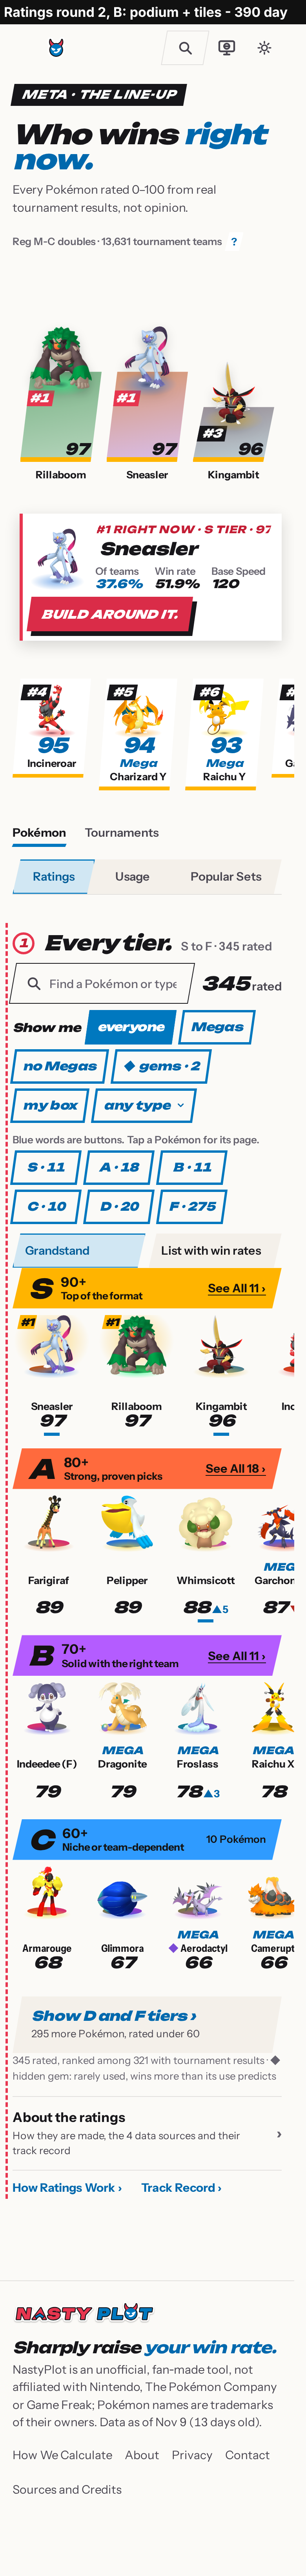 Ratings round 2, B: podium + tiles - 390 day
META · THE LINE-UP
Who wins right
now.
Every Pokémon rated 0–100 from real
tournament results, not opinion.
Reg M-C doubles · 13,631 tournament teams ?
#1
97
#1
97
#3
96
Rillaboom
Sneasler
Kingambit
#1 RIGHT NOW · S TIER · 97
Sneasler
Of teams
Win rate
Base Speed
37.6%
51.9%
120
BUILD AROUND IT.
#4
#5
#6
95
94
93
Incineroar
Mega
Mega
Charizard Y
Raichu Y
Pokémon
Tournaments
Ratings
Usage
Popular Sets
1
Every tier.
S to F · 345 rated
Find a Pokémon or type
345 rated
Show me
everyone
Megas
no Megas
◆ gems · 2
my box
any type
Blue words are buttons. Tap a Pokémon for its page.
S · 11
A · 18
B · 11
C · 10
D · 20
F · 275
Grandstand
List with win rates
S
90+
Top of the format
See All 11 ›
#1
#1
Sneasler
Rillaboom
Kingambit
97
97
96
A
80+
Strong, proven picks
See All 18 ›
Farigiraf
Pelipper
Whimsicott
MEG
Garchom
89
89
88 ▲5
87
B
70+
Solid with the right team
See All 11 ›
Indeedee (F)
MEGA
Dragonite
MEGA
Froslass
MEGA
Raichu X
79
79
78 ▲3
78
C
60+
Niche or team-dependent
10 Pokémon
Armarouge
Glimmora
MEGA
◆ Aerodactyl
MEGA
Camerupt
68
67
66
66
Show D and F tiers ›
295 more Pokémon, rated under 60
345 rated, ranked among 321 with tournament results · ◆
hidden gem: rarely used, wins more than its use predicts
About the ratings
How they are made, the 4 data sources and their
track record
›
How Ratings Work ›
Track Record ›
NASTY PLOT
Sharply raise your win rate.
NastyPlot is an unofficial, fan-made tool, not
affiliated with Nintendo, The Pokémon Company
or Game Freak; Pokémon names are trademarks
of their owners. Data as of Nov 9 (13 days old).
How We Calculate
About
Privacy
Contact
Sources and Credits